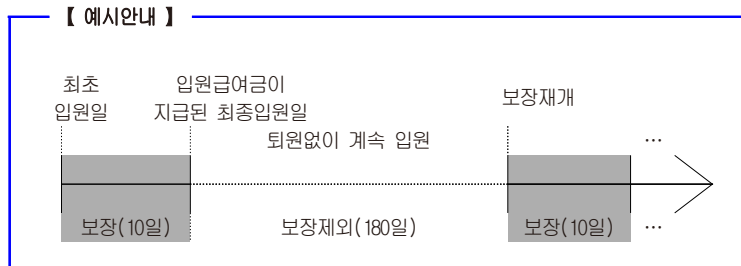 【 예시안내 】
최초
입원일
입원급여금이
지급된 최종입원일
퇴원없이 계속 입원
보장재개
…
보장(10일)
보장제외(180일)
보장(10일)
…